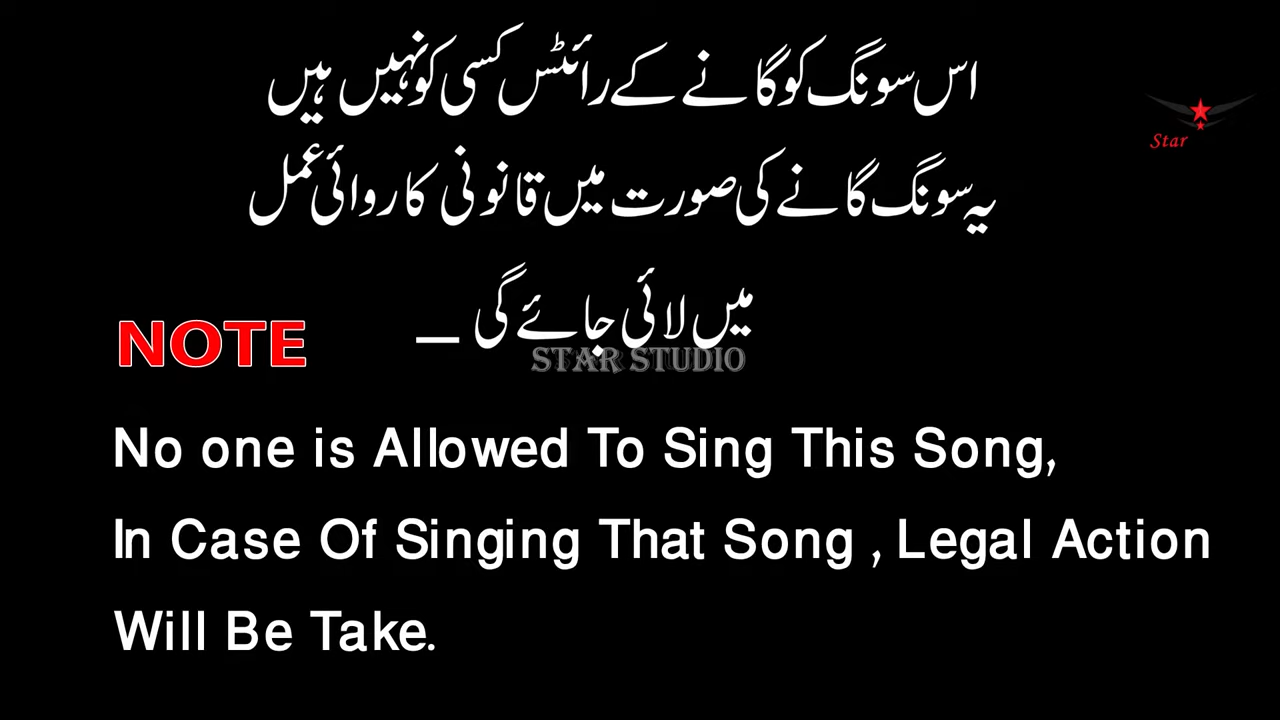 اس سونگ کو گانے کے رائٹس کسی کو نہیں ہیں
Star
یہ سونگ گانے کی صورت میں قانونی کاروائی عمل
میں لائی جائے گی _
NOTE
STAR STUDIO
No one is Allowed To Sing This Song,
In Case Of Singing That Song , Legal Action
Will Be Take.